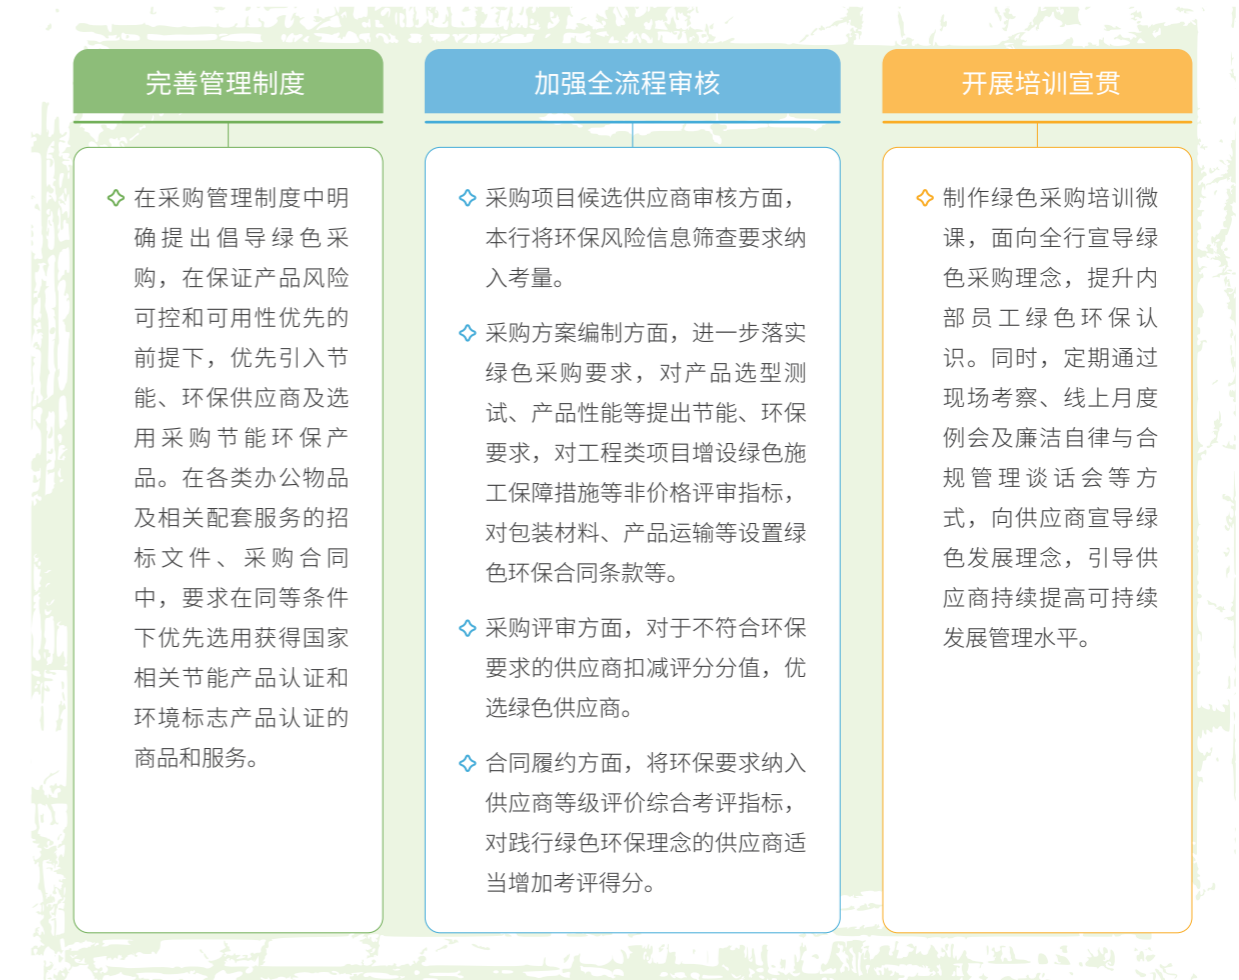 完善管理制度
在采购管理制度中明
确提出倡导绿色采
购，在保证产品风险
可控和可用性优先的
前提下，优先引入节
能、环保供应商及选
用采购节能环保产
品。在各类办公物品
及相关配套服务的招
标文件、采购合同
中，要求在同等条件
下优先选用获得国家
相关节能产品认证和
环境标志产品认证的
商品和服务。
加强全流程审核
采购项目候选供应商审核方面，
本行将环保风险信息筛查要求纳
入考量。
采购方案编制方面，进一步落实
绿色采购要求，对产品选型测
试、产品性能等提出节能、环保
要求，对工程类项目增设绿色施
工保障措施等非价格评审指标，
对包装材料、产品运输等设置绿
色环保合同条款等。
采购评审方面，对于不符合环保
要求的供应商扣减评分分值，优
选绿色供应商。
合同履约方面，将环保要求纳入
供应商等级评价综合考评指标，
对践行绿色环保理念的供应商适
当增加考评得分。
开展培训宣贯
制作绿色采购培训微
课，面向全行宣导绿
色采购理念，提升内
部员工绿色环保认
识。同时，定期通过
现场考察、线上月度
例会及廉洁自律与合
规管理谈话会等方
式，向供应商宣导绿
色发展理念，引导供
应商持续提高可持续
发展管理水平。